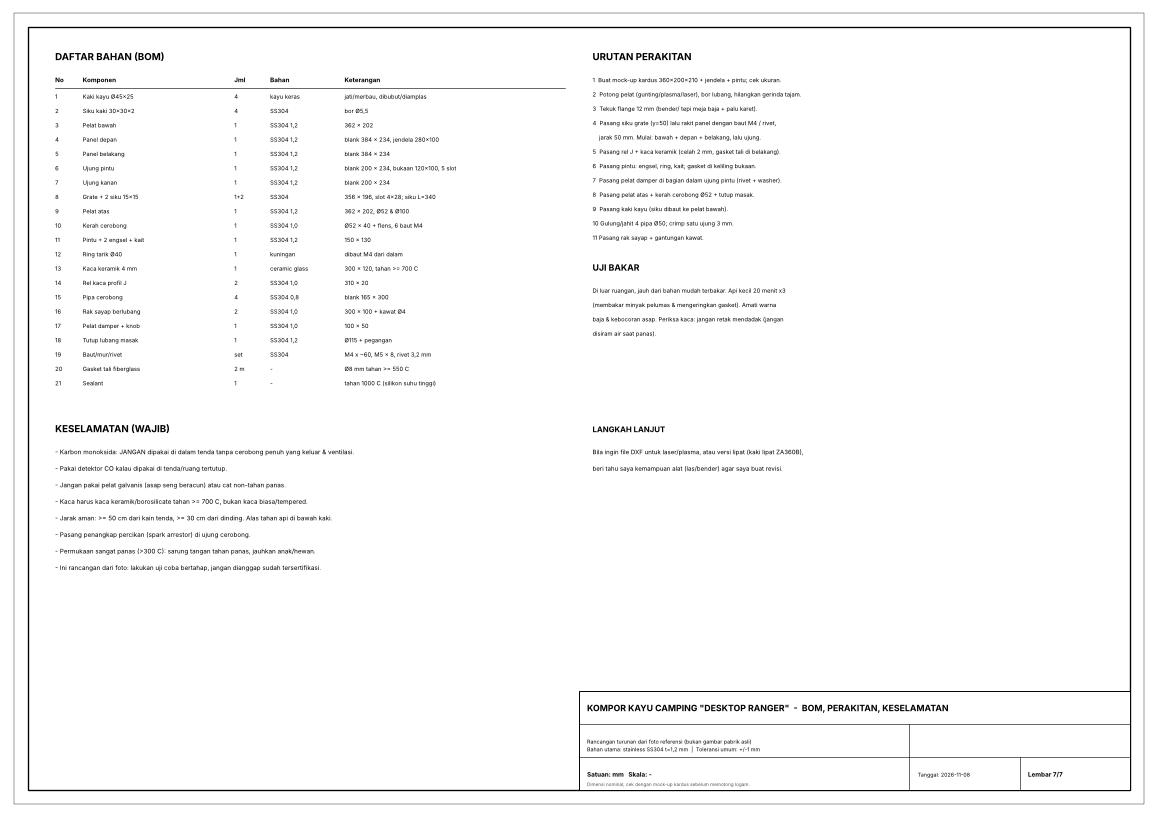 DAFTAR BAHAN (BOM)
No Komponen Jml Bahan Keterangan
1 Kaki kayu Ø45×25 4 kayu keras jati/merbau, dibubut/diamplas
2 Siku kaki 30×30×2 4 SS304 bor Ø5,5
3 Pelat bawah 1 SS304 1,2 362 × 202
4 Panel depan 1 SS304 1,2 blank 384 × 234, jendela 280×100
5 Panel belakang 1 SS304 1,2 blank 384 × 234
6 Ujung pintu 1 SS304 1,2 blank 200 × 234, bukaan 120×100, 5 slot
7 Ujung kanan 1 SS304 1,2 blank 200 × 234
8 Grate + 2 siku 15×15 1+2 SS304 356 × 196, slot 4×28; siku L=340
9 Pelat atas 1 SS304 1,2 362 × 202, Ø52 & Ø100
10 Kerah cerobong 1 SS304 1,0 Ø52 × 40 + flens, 6 baut M4
11 Pintu + 2 engsel + kait 1 SS304 1,2 150 × 130
12 Ring tarik Ø40 1 kuningan dibaut M4 dari dalam
13 Kaca keramik 4 mm 1 ceramic glass 300 × 120, tahan >= 700 C
14 Rel kaca profil J 2 SS304 1,0 310 × 20
15 Pipa cerobong 4 SS304 0,8 blank 165 × 300
16 Rak sayap berlubang 2 SS304 1,0 300 × 100 + kawat Ø4
17 Pelat damper + knob 1 SS304 1,0 100 × 50
18 Tutup lubang masak 1 SS304 1,2 Ø115 + pegangan
19 Baut/mur/rivet set SS304 M4 x ~60, M5 × 8, rivet 3,2 mm
20 Gasket tali fiberglass 2 m - Ø8 mm tahan >= 550 C
21 Sealant 1 - tahan 1000 C (silikon suhu tinggi)
URUTAN PERAKITAN
1 Buat mock-up kardus 360×200×210 + jendela + pintu; cek ukuran.
2 Potong pelat (gunting/plasma/laser), bor lubang, hilangkan gerinda tajam.
3 Tekuk flange 12 mm (bender/ tepi meja baja + palu karet).
4 Pasang siku grate (y=50) lalu rakit panel dengan baut M4 / rivet,
jarak 50 mm. Mulai: bawah + depan + belakang, lalu ujung.
5 Pasang rel J + kaca keramik (celah 2 mm, gasket tali di belakang).
6 Pasang pintu: engsel, ring, kait; gasket di keliling bukaan.
7 Pasang pelat damper di bagian dalam ujung pintu (rivet + washer).
8 Pasang pelat atas + kerah cerobong Ø52 + tutup masak.
9 Pasang kaki kayu (siku dibaut ke pelat bawah).
10 Gulung/jahit 4 pipa Ø50; crimp satu ujung 3 mm.
11 Pasang rak sayap + gantungan kawat.
UJI BAKAR
Di luar ruangan, jauh dari bahan mudah terbakar. Api kecil 20 menit x3
(membakar minyak pelumas & mengeringkan gasket). Amati warna
baja & kebocoran asap. Periksa kaca: jangan retak mendadak (jangan
disiram air saat panas).
KESELAMATAN (WAJIB)
- Karbon monoksida: JANGAN dipakai di dalam tenda tanpa cerobong penuh yang keluar & ventilasi.
- Pakai detektor CO kalau dipakai di tenda/ruang tertutup.
- Jangan pakai pelat galvanis (asap seng beracun) atau cat non-tahan panas.
- Kaca harus kaca keramik/borosilicate tahan >= 700 C, bukan kaca biasa/tempered.
- Jarak aman: >= 50 cm dari kain tenda, >= 30 cm dari dinding. Alas tahan api di bawah kaki.
- Pasang penangkap percikan (spark arrestor) di ujung cerobong.
- Permukaan sangat panas (>300 C): sarung tangan tahan panas, jauhkan anak/hewan.
- Ini rancangan dari foto: lakukan uji coba bertahap, jangan dianggap sudah tersertifikasi.
LANGKAH LANJUT
Bila ingin file DXF untuk laser/plasma, atau versi lipat (kaki lipat ZA360B),
beri tahu saya kemampuan alat (las/bender) agar saya buat revisi.
KOMPOR KAYU CAMPING "DESKTOP RANGER" - BOM, PERAKITAN, KESELAMATAN
Rancangan turunan dari foto referensi (bukan gambar pabrik asli)
Bahan utama: stainless SS304 t=1,2 mm | Toleransi umum: +/-1 mm
Satuan: mm Skala: -
Tanggal: 2026-11-08
Lembar 7/7
Dimensi nominal, cek dengan mock-up kardus sebelum memotong logam.